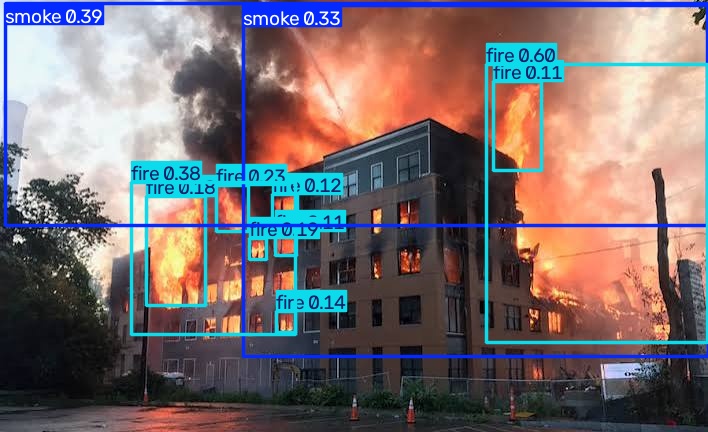 smoke 0.39
smoke 0.33
fire 0.60
fire 0.11
fire 0.38
fire 0.23
fire 0.18
fire 0.12
fire 0.11
fire 0.19
fire 0.14